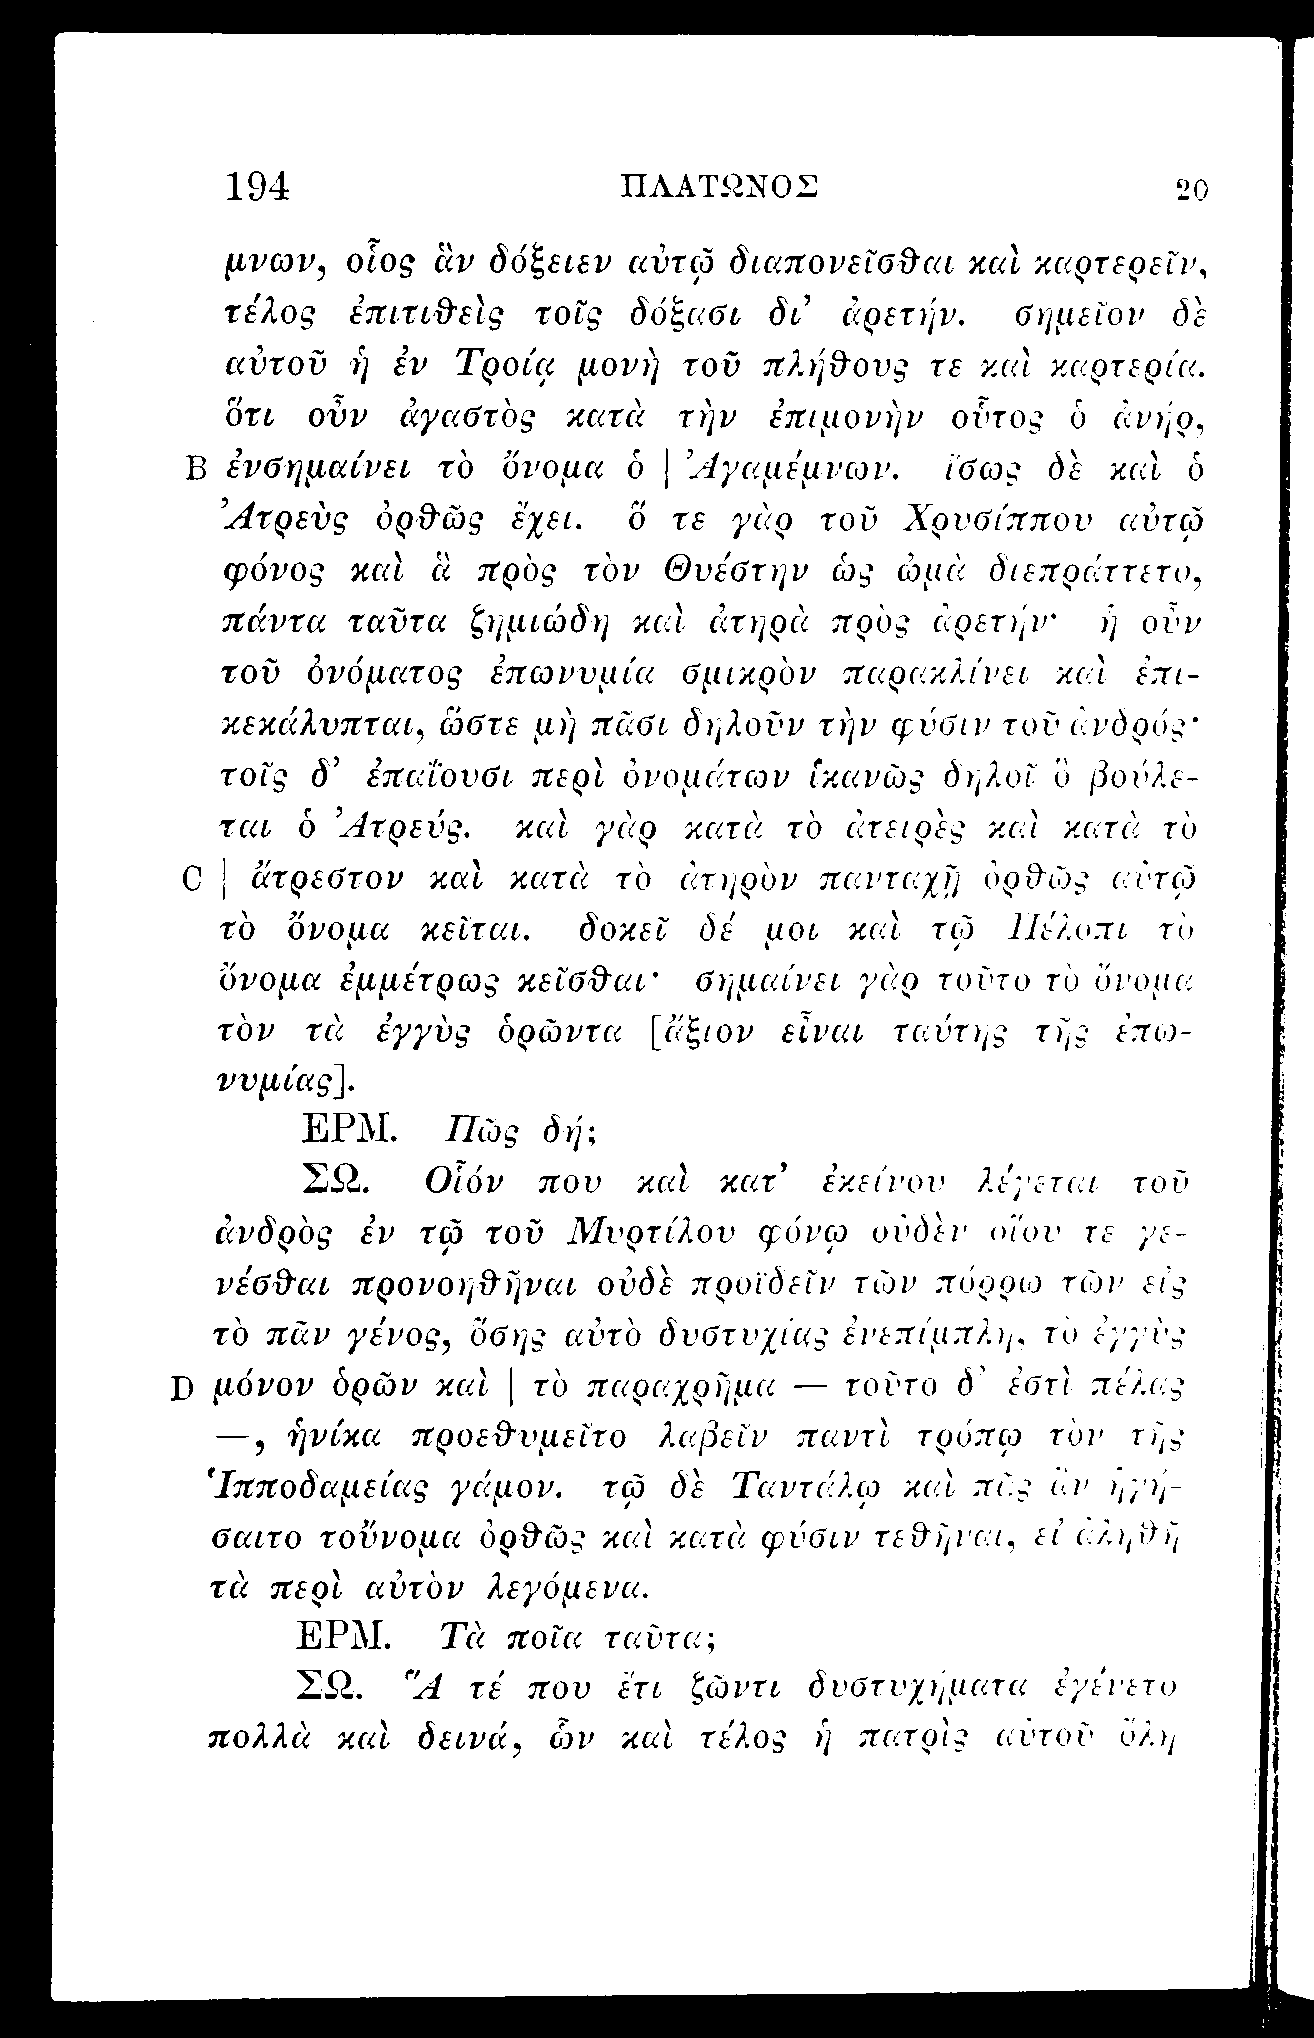 194 ΠΛΑΤΩΝΟΣ 20
μνων, οἷος ἂν δόξειεν αὐτῷ διαπονεῖσθαι καὶ καρτερεῖν,
τέλος ἐπιτιθεὶς τοῖς δόξασι δι’ ἀρετήν. σημεῖον δὲ
αὐτοῦ ἡ ἐν Τροίᾳ μονὴ τοῦ πλήθους τε καὶ καρτερία.
ὅτι οὖν ἀγαστὸς κατὰ τὴν ἐπιμονὴν οὗτος ὁ ἀνήρ,
B ἐνσημαίνει τὸ ὄνομα ὁ | Ἀγαμέμνων. ἴσως δὲ καὶ ὁ
Ἀτρεὺς ὀρθῶς ἔχει. ὅ τε γὰρ τοῦ Χρυσίππου αὐτῷ
φόνος καὶ ἃ πρὸς τὸν Θυέστην ὡς ὠμὰ διεπράττετο,
πάντα ταῦτα ζημιώδη καὶ ἀτηρὰ πρὸς ἀρετήν· ἡ οὖν
τοῦ ὀνόματος ἐπωνυμία σμικρὸν παρακλίνει καὶ ἐπι-
κεκάλυπται, ὥστε μὴ πᾶσι δηλοῦν τὴν φύσιν τοῦ ἀνδρός·
τοῖς δ’ ἐπαΐουσι περὶ ὀνομάτων ἱκανῶς δηλοῖ ὃ βούλε-
ται ὁ Ἀτρεύς. καὶ γὰρ κατὰ τὸ ἀτειρὲς καὶ κατὰ τὸ
C | ἄτρεστον καὶ κατὰ τὸ ἀτηρὸν πανταχῇ ὀρθῶς αὐτῷ
τὸ ὄνομα κεῖται. δοκεῖ δέ μοι καὶ τῷ Πέλοπι τὸ
ὄνομα ἐμμέτρως κεῖσθαι· σημαίνει γὰρ τοῦτο τὸ ὄνομα
τὸν τὰ ἐγγὺς ὁρῶντα [ἄξιον εἶναι ταύτης τῆς ἐπω-
νυμίας].
ΕΡΜ. Πῶς δή;
ΣΩ. Οἷόν που καὶ κατ’ ἐκείνου λέγεται τοῦ
ἀνδρὸς ἐν τῷ τοῦ Μυρτίλου φόνῳ οὐδὲν οἵου τε γε-
νέσθαι προνοηθῆναι οὐδὲ προϊδεῖν τῶν πόρρω τῶν εἰς
τὸ πᾶν γένος, ὅσης αὐτὸ δυστυχίας ἐνεπίμπλη, τὸ ἐγγὺς
D μόνον ὁρῶν καὶ | τὸ παραχρῆμα — τοῦτο δ’ ἐστὶ πέλας
—, ἡνίκα προεθυμεῖτο λαβεῖν παντὶ τρόπῳ τὸν τῆς
Ἱπποδαμείας γάμον. τῷ δὲ Ταντάλῳ καὶ πᾶς ἂν ἡγή-
σαιτο τοὔνομα ὀρθῶς καὶ κατὰ φύσιν τεθῆναι, εἰ ἀληθῆ
τὰ περὶ αὐτὸν λεγόμενα.
ΕΡΜ. Τὰ ποῖα ταῦτα;
ΣΩ. Ἅ τέ που ἔτι ζῶντι δυστυχήματα ἐγένετο
πολλὰ καὶ δεινά, ὧν καὶ τέλος ἡ πατρὶς αὐτοῦ ὅλη